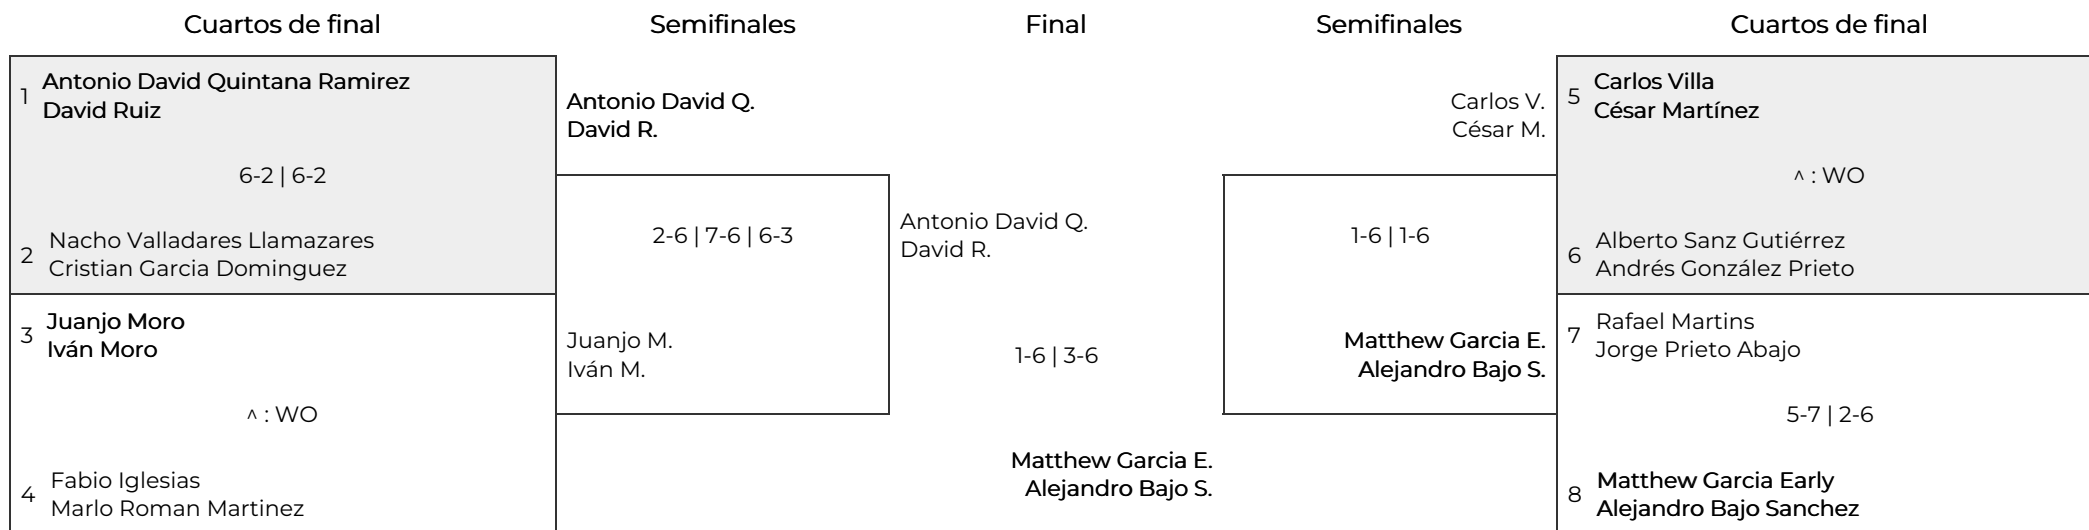 Cuartos de final
Semifinales
Final
Semifinales
Cuartos de final
1
Antonio David Quintana Ramirez
David Ruiz
6-2 | 6-2
2
Nacho Valladares Llamazares
Cristian Garcia Dominguez
3
Juanjo Moro
Iván Moro
^ : WO
4
Fabio Iglesias
Marlo Roman Martinez
Antonio David Q.
David R.
2-6 | 7-6 | 6-3
Juanjo M.
Iván M.
Antonio David Q.
David R.
1-6 | 3-6
Matthew Garcia E.
Alejandro Bajo S.
Carlos V.
César M.
1-6 | 1-6
Matthew Garcia E.
Alejandro Bajo S.
5
Carlos Villa
César Martínez
^ : WO
6
Alberto Sanz Gutiérrez
Andrés González Prieto
7
Rafael Martins
Jorge Prieto Abajo
5-7 | 2-6
8
Matthew Garcia Early
Alejandro Bajo Sanchez